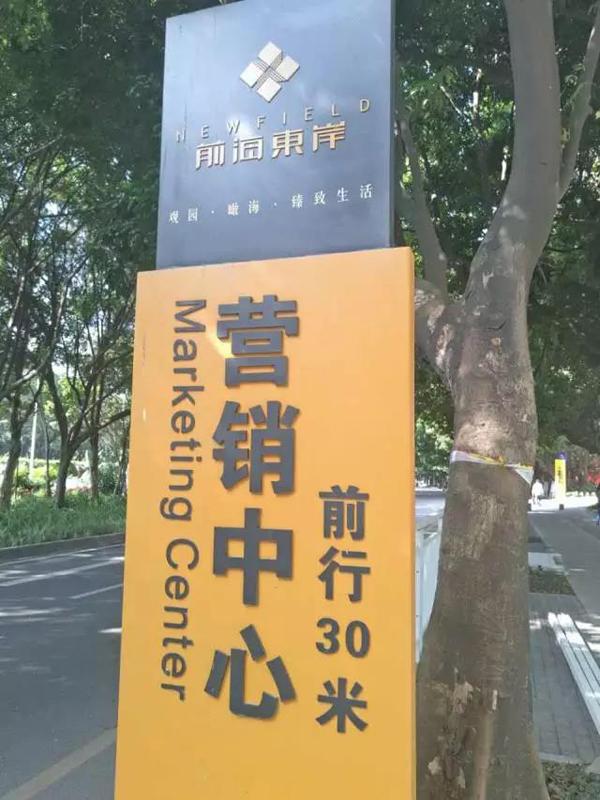 NEWFIELD
前海東岸
观园·瞰海·臻致生活
营销中心
Marketing Center
前行30米